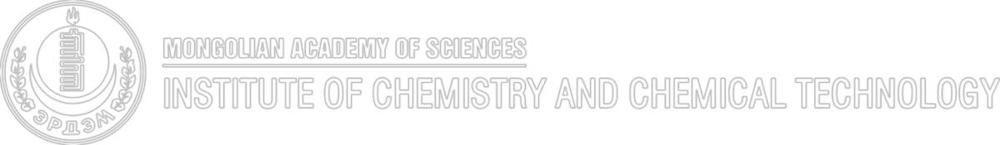 ЭРДЭМ
MONGOLIAN ACADEMY OF SCIENCES
INSTITUTE OF CHEMISTRY AND CHEMICAL TECHNOLOGY